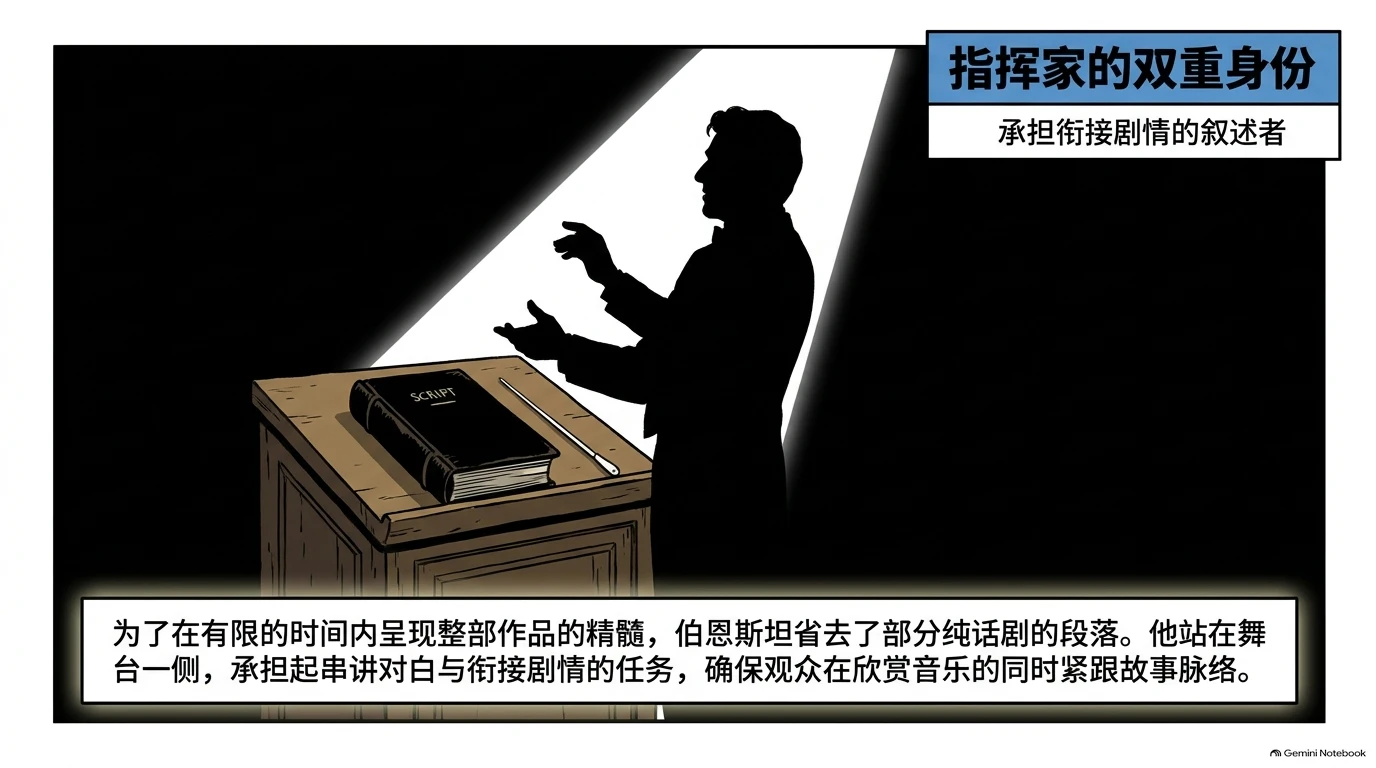 指挥家的双重身份
承担衔接剧情的叙述者
SCRIPT
为了在有限的时间内呈现整部作品的精髓，伯恩斯坦省去了部分纯话剧的段落。他站在舞
台一侧，承担起串讲对白与衔接剧情的任务，确保观众在欣赏音乐的同时紧跟故事脉络。
Gemini Notebook